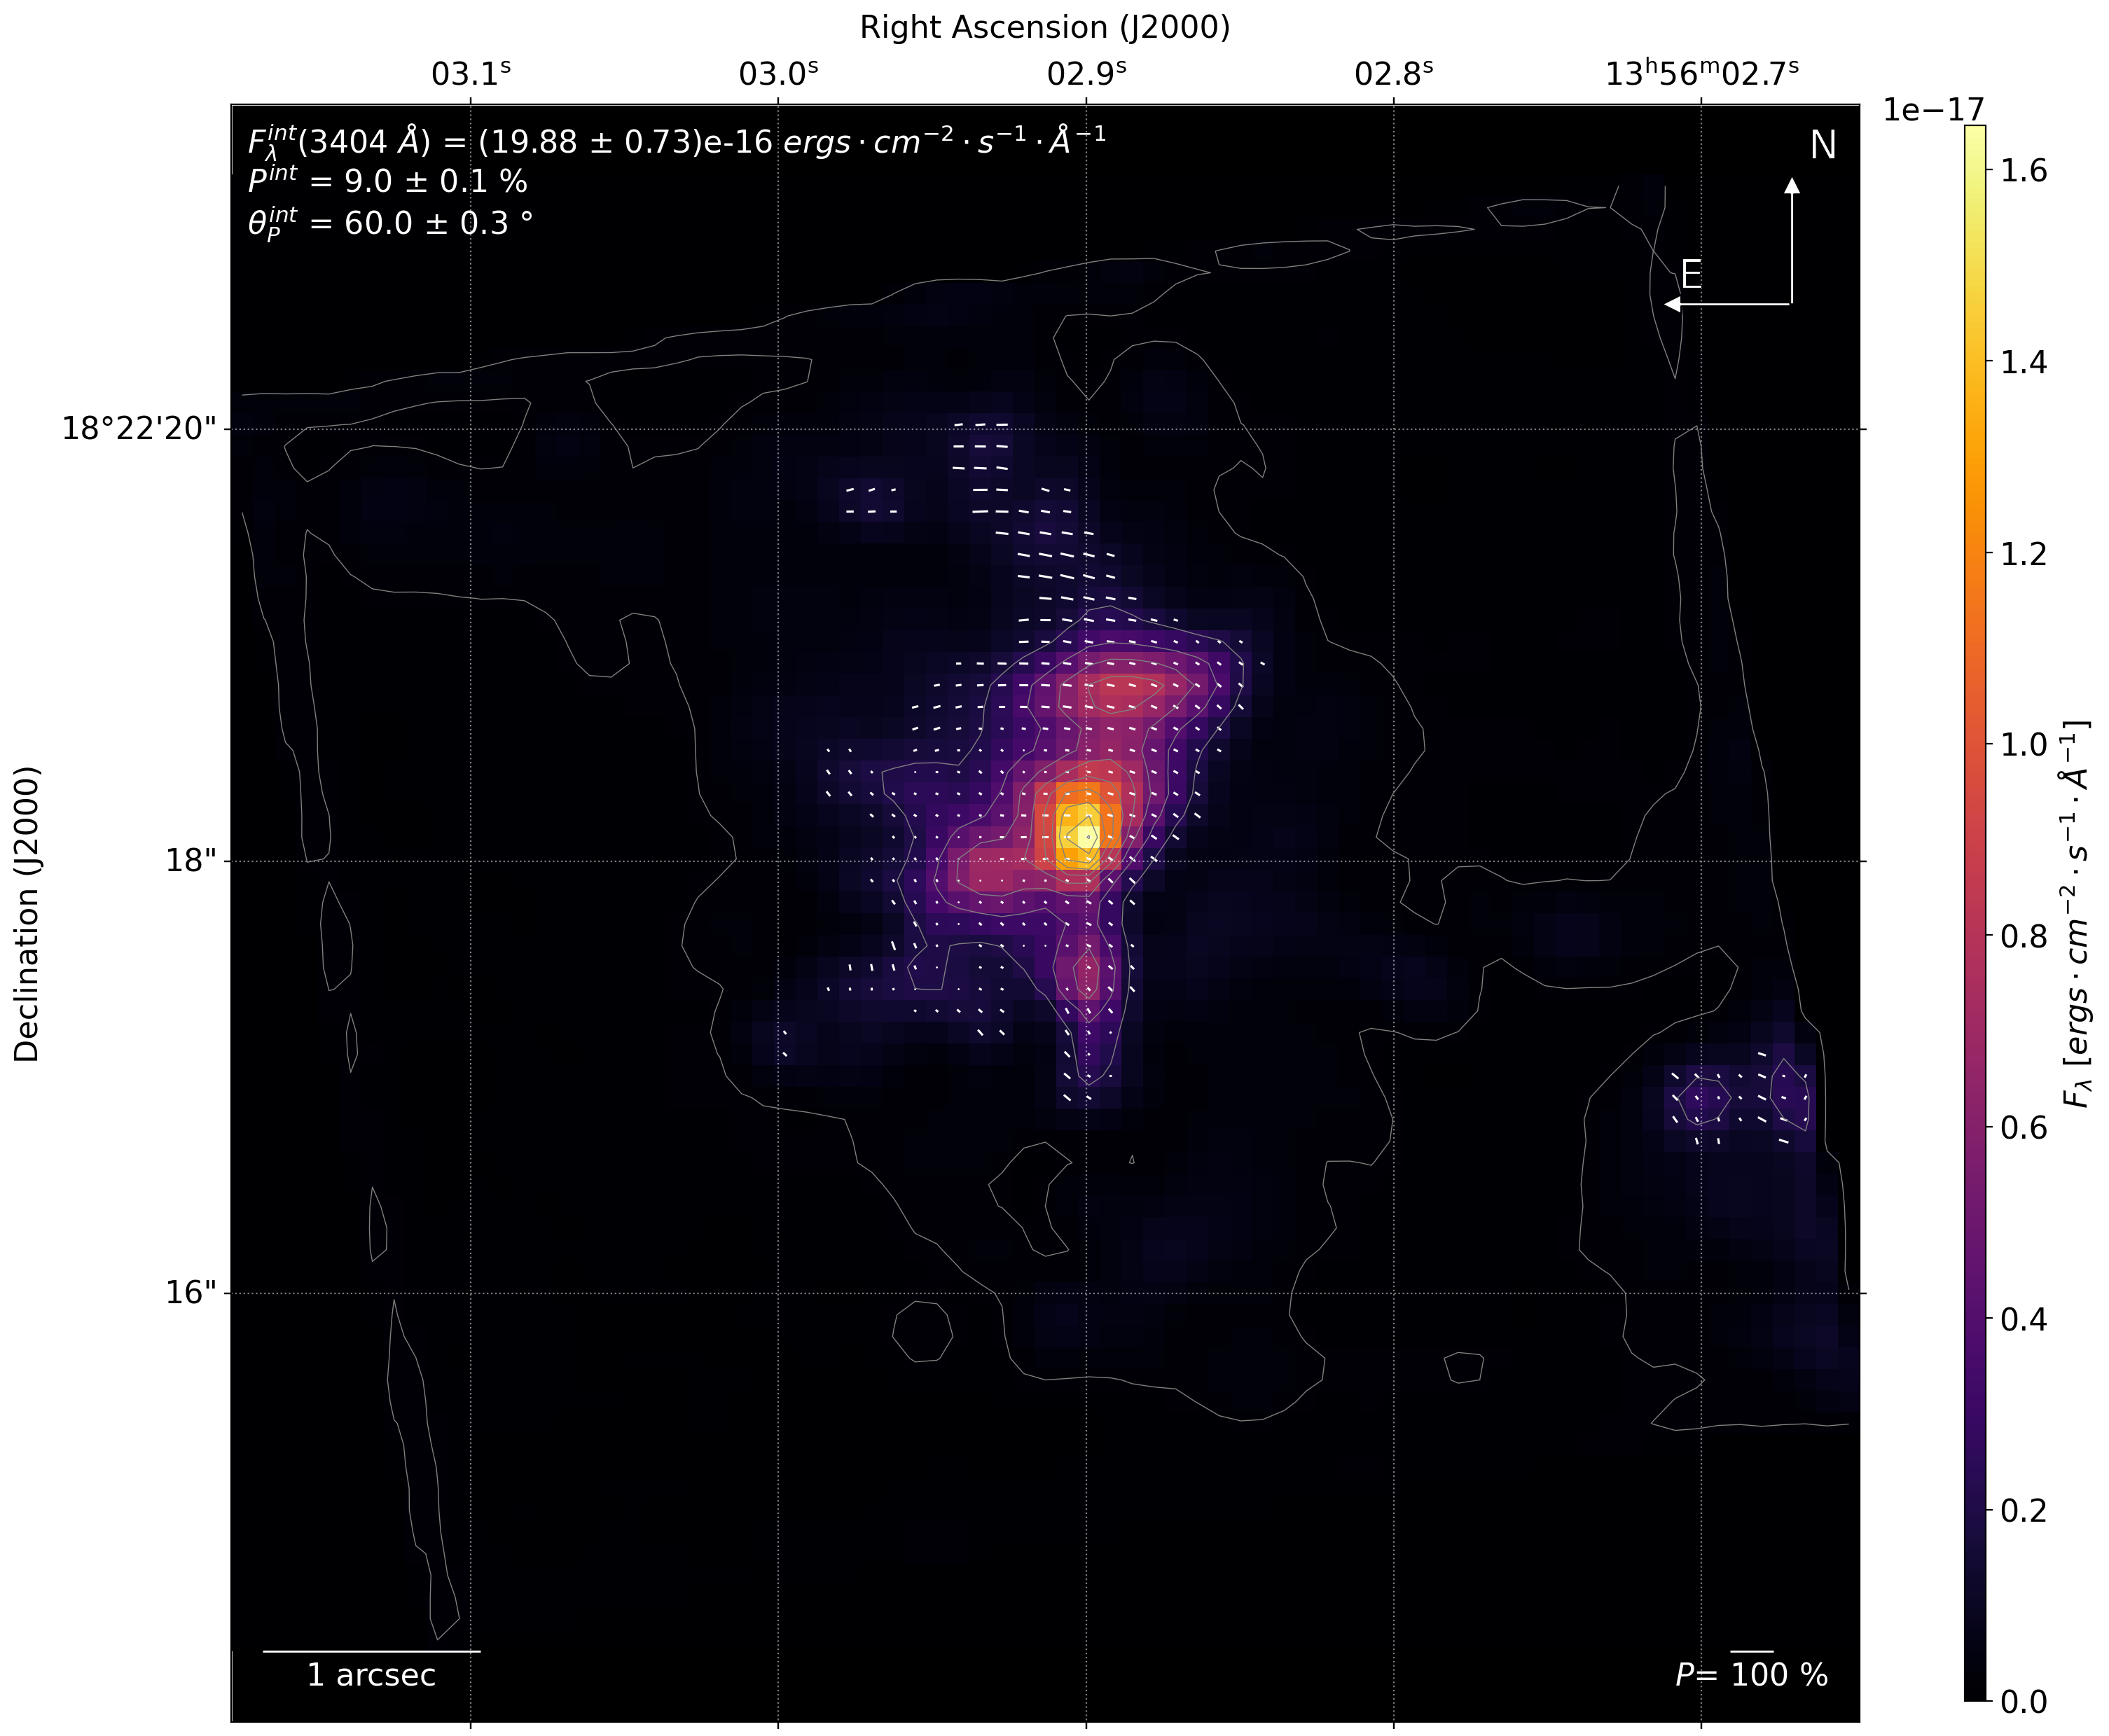 Right Ascension (J2000)
03.1ˢ 03.0ˢ 02.9ˢ 02.8ˢ 13ʰ56ᵐ02.7ˢ
1e−17
F_λ^int(3404 Å) = (19.88 ± 0.73)e-16 ergs · cm⁻² · s⁻¹ · Å⁻¹
P^int = 9.0 ± 0.1 %
θ_P^int = 60.0 ± 0.3 °
N
E
18°22'20"
18"
16"
Declination (J2000)
1 arcsec
P= 100 %
1.6
1.4
1.2
1.0
0.8
0.6
0.4
0.2
0.0
F_λ [ergs · cm⁻² · s⁻¹ · Å⁻¹]